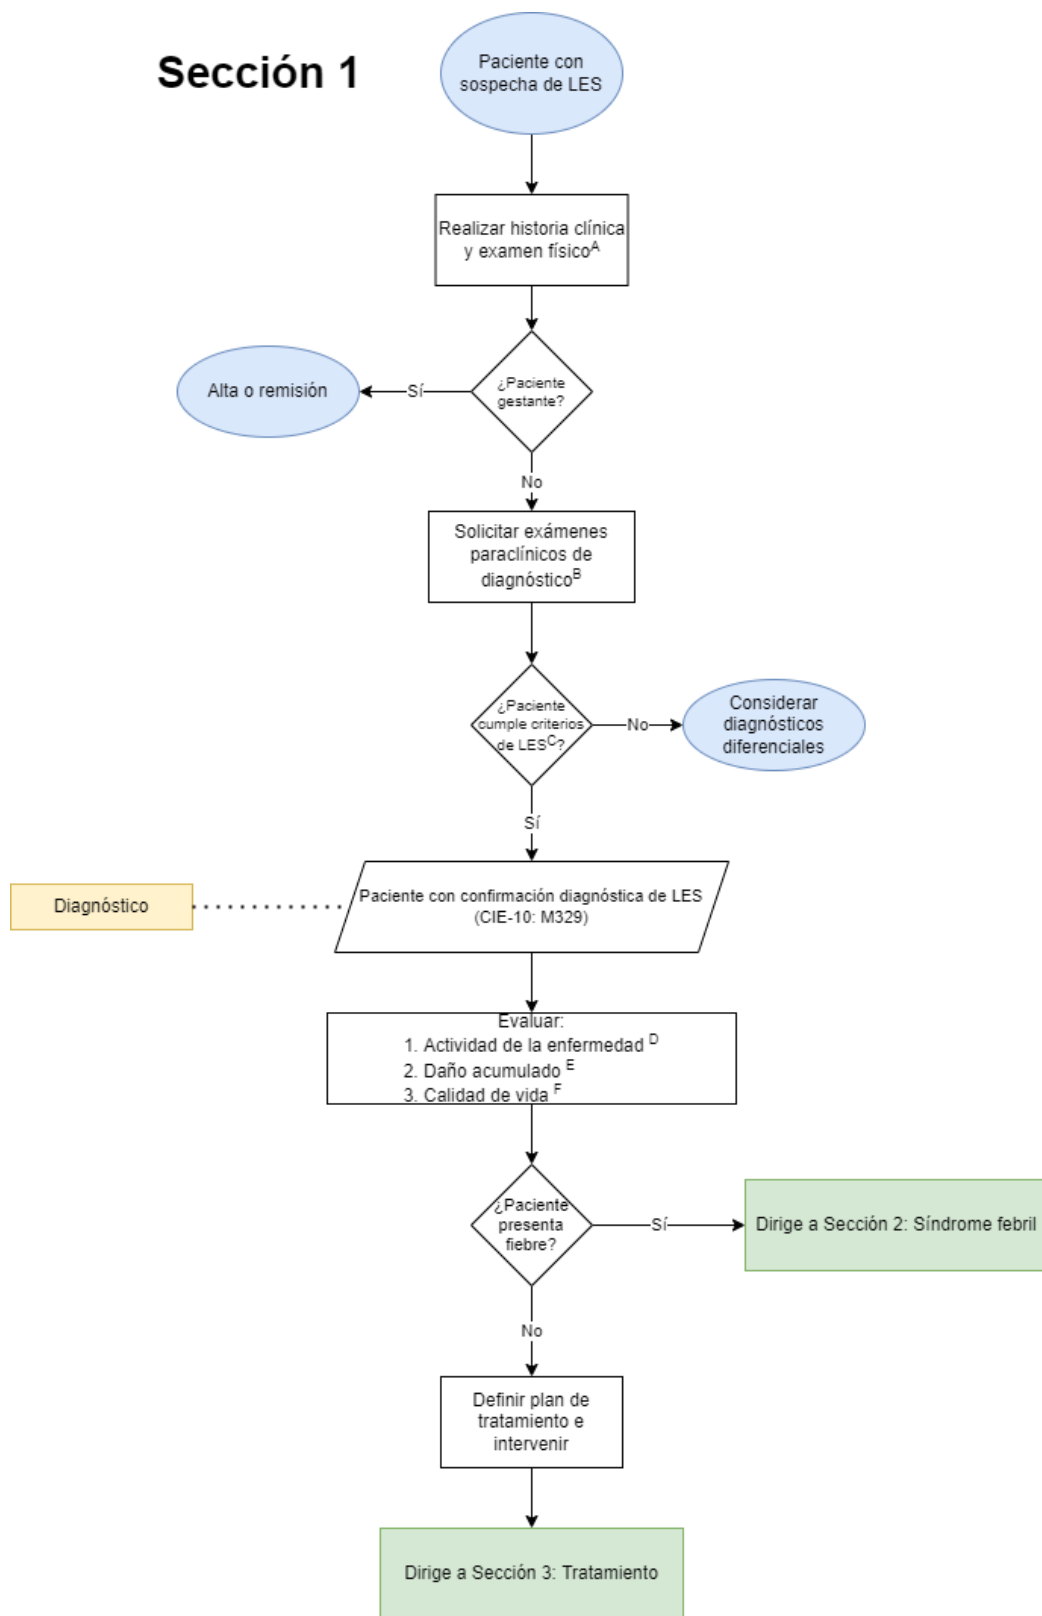 Sección 1
Paciente con
sospecha de LES
Realizar historia clínica
y examen físicoA
¿Paciente
gestante?
Sí
Alta o remisión
No
Solicitar exámenes
paraclínicos de
diagnósticoB
¿Paciente
cumple criterios
de LESC?
No
Considerar
diagnósticos
diferenciales
Sí
Diagnóstico
Paciente con confirmación diagnóstica de LES
(CIE-10: M329)
Evaluar:
1. Actividad de la enfermedad D
2. Daño acumulado E
3. Calidad de vida F
¿Paciente
presenta
fiebre?
Sí
Dirige a Sección 2: Síndrome febril
No
Definir plan de
tratamiento e
intervenir
Dirige a Sección 3: Tratamiento